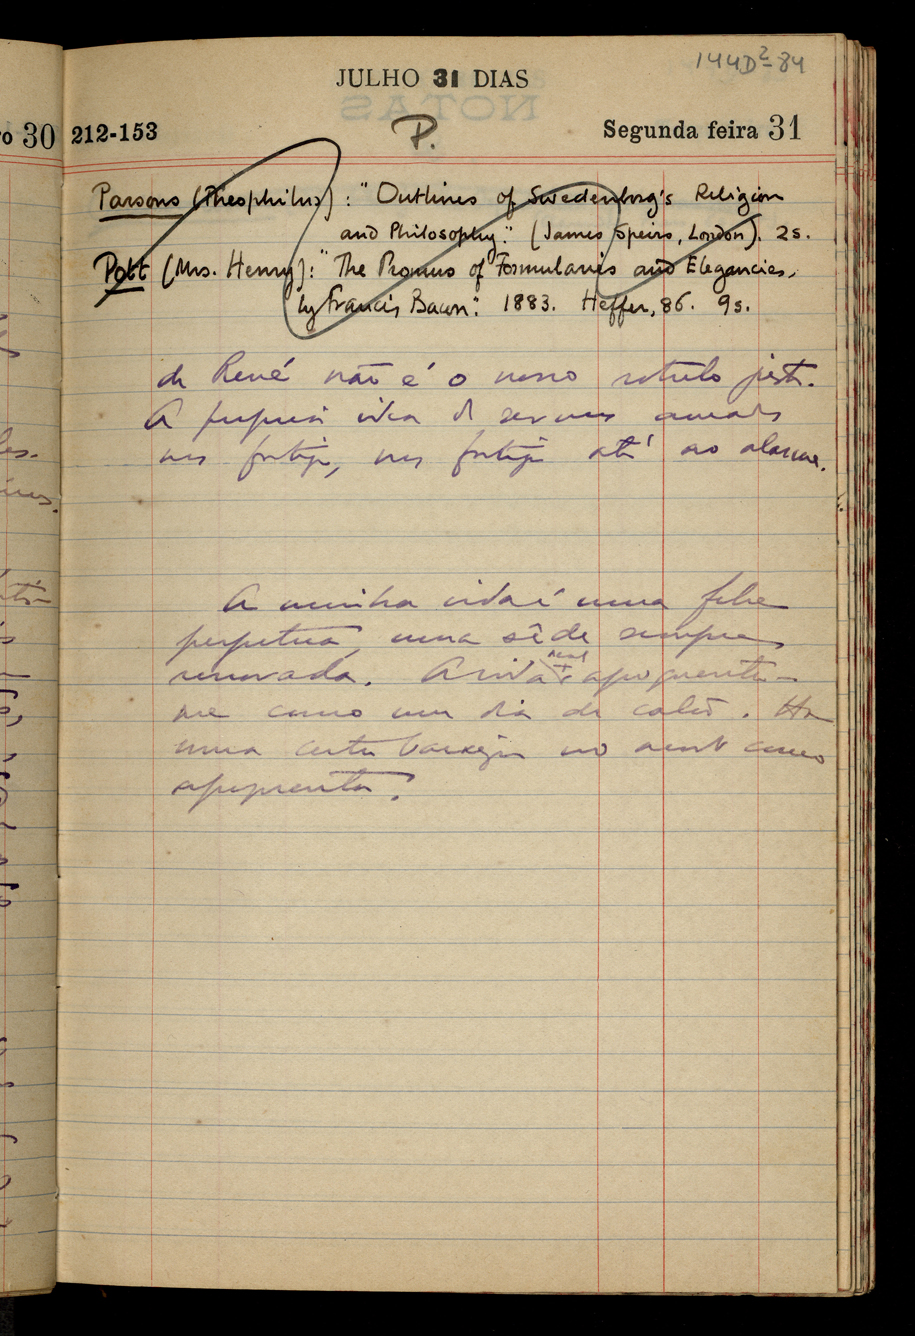 144D²-84
JULHO 31 DIAS
30
212-153
P.
Segunda feira 31
Parsons (Theophilus): "Outlines of Swedenborg's Religion
and Philosophy." (James Speirs, London). 2s.
Pott (Mrs. Henry): "The Promus of Formularies and Elegancies,
by Francis Bacon." 1883. Heffer, 86. 9s.
de René não é o nosso rotulo justo.
A propria idea de sermos amados
nos fatiga, nos fatiga até ao alarme.
A minha vida é uma febre
perpetua, uma sêde sempre
renovada. A vida real apoquenta-
me como um dia de calôr. Ha
uma certa baixeza no modo como
apoquenta.